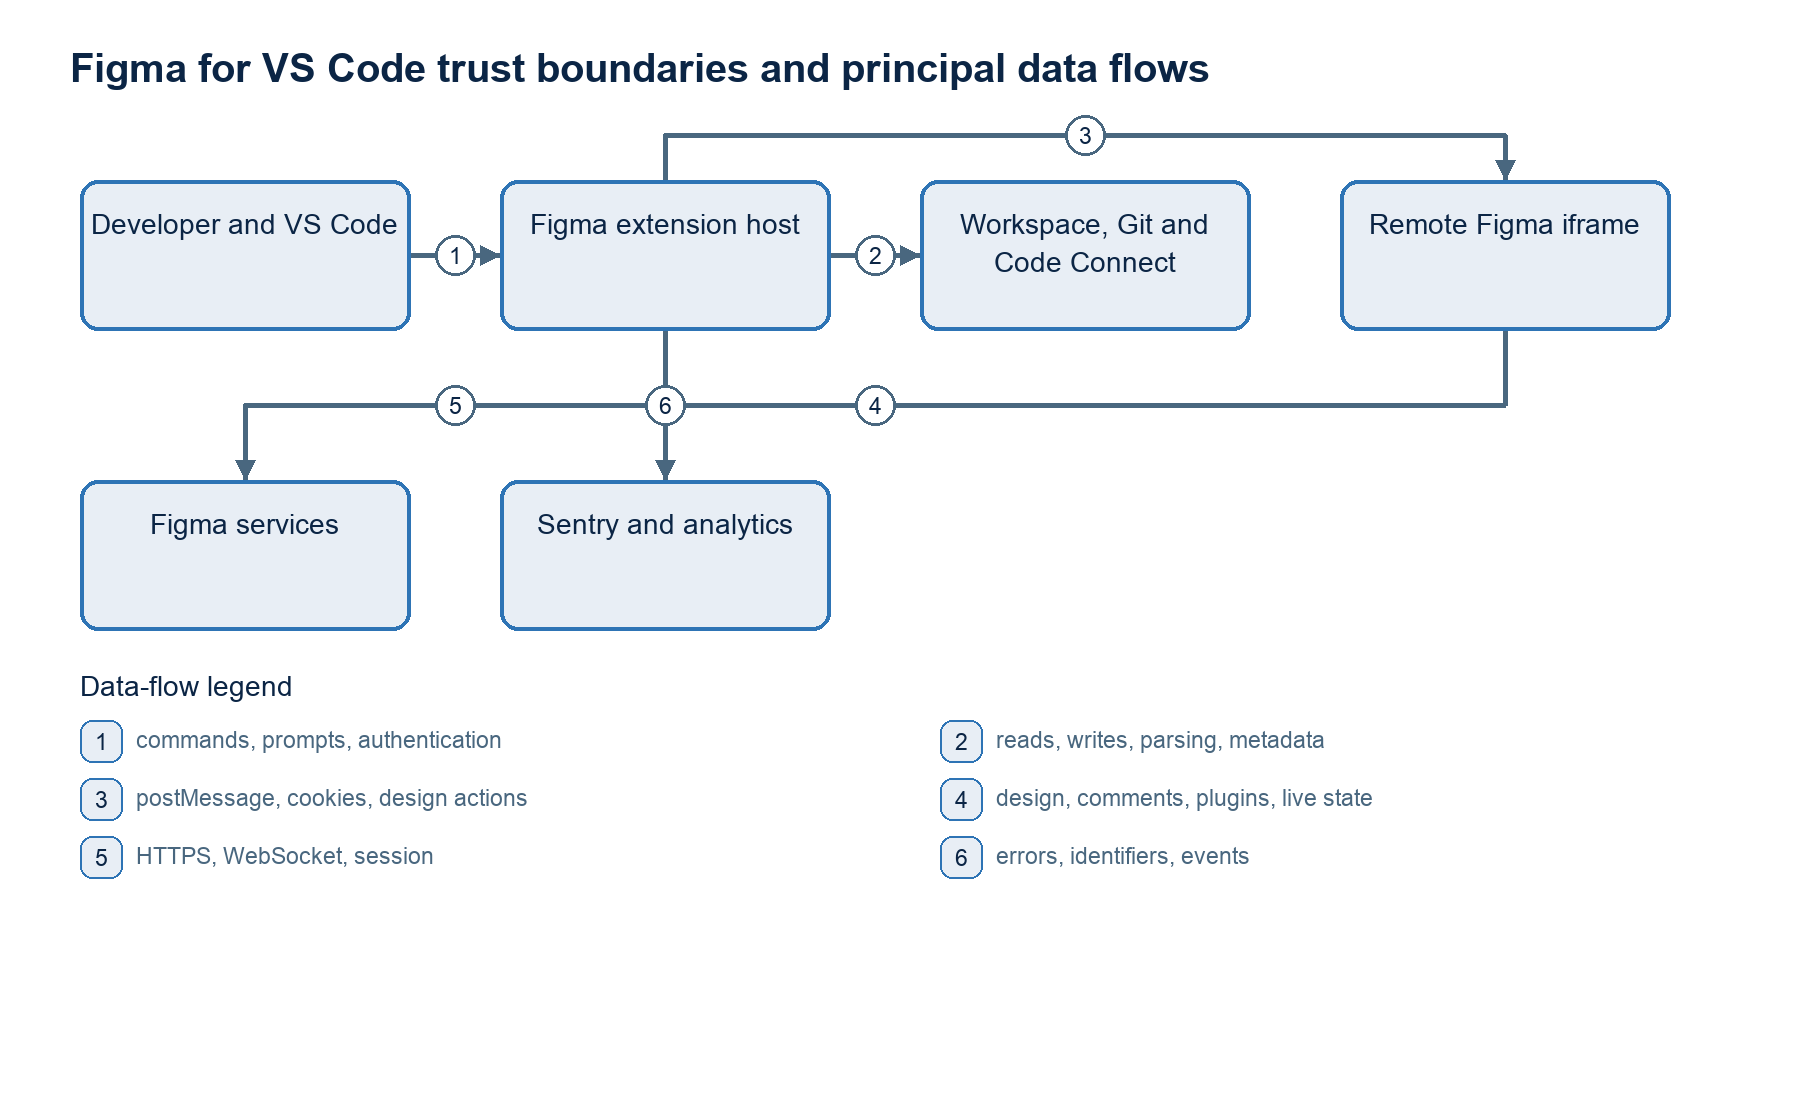 Figma for VS Code trust boundaries and principal data flows
3
Developer and VS Code
1
Figma extension host
2
Workspace, Git and
Code Connect
Remote Figma iframe
5
6
4
Figma services
Sentry and analytics
Data-flow legend
1 commands, prompts, authentication
2 reads, writes, parsing, metadata
3 postMessage, cookies, design actions
4 design, comments, plugins, live state
5 HTTPS, WebSocket, session
6 errors, identifiers, events